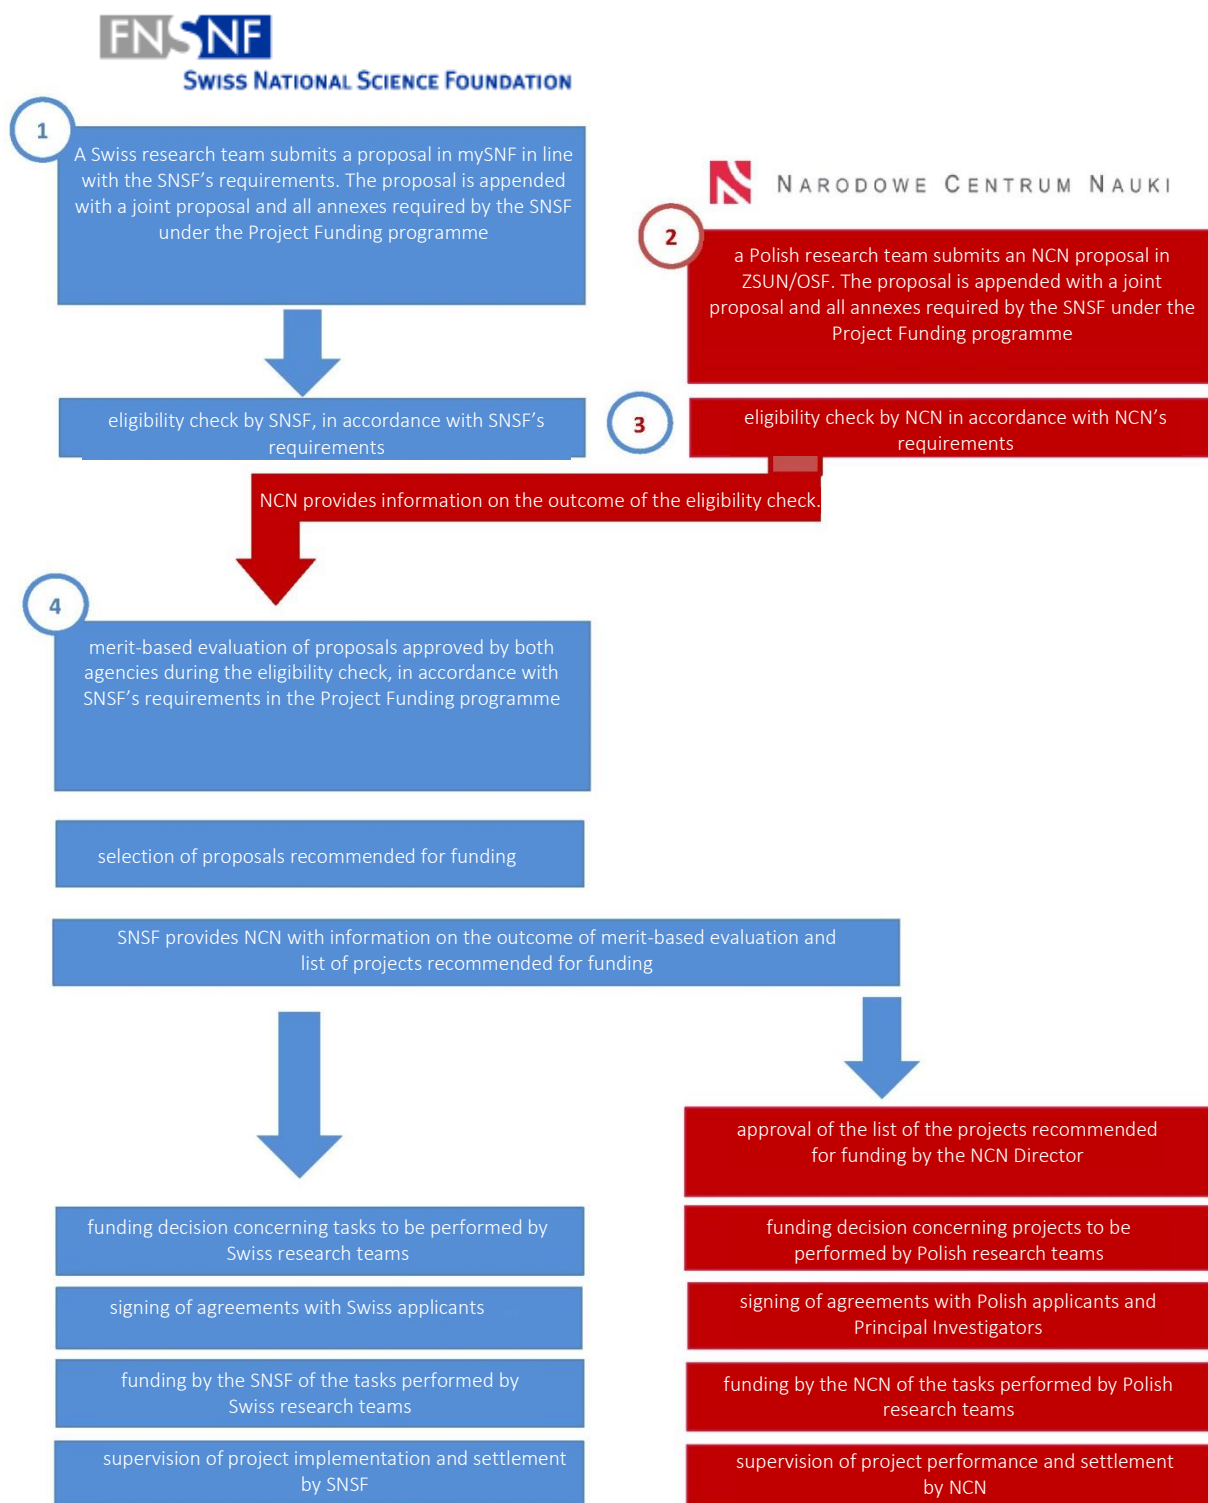 FNSNF
SWISS NATIONAL SCIENCE FOUNDATION
1
A Swiss research team submits a proposal in mySNF in line
with the SNSF's requirements. The proposal is appended
with a joint proposal and all annexes required by the SNSF
under the Project Funding programme
NARODOWE CENTRUM NAUKI
2
a Polish research team submits an NCN proposal in
ZSUN/OSF. The proposal is appended with a joint
proposal and all annexes required by the SNSF under the
Project Funding programme
eligibility check by SNSF, in accordance with SNSF's
requirements
3
eligibility check by NCN in accordance with NCN's
requirements
NCN provides information on the outcome of the eligibility check.
4
merit-based evaluation of proposals approved by both
agencies during the eligibility check, in accordance with
SNSF's requirements in the Project Funding programme
selection of proposals recommended for funding
SNSF provides NCN with information on the outcome of merit-based evaluation and
list of projects recommended for funding
approval of the list of the projects recommended
for funding by the NCN Director
funding decision concerning tasks to be performed by
Swiss research teams
funding decision concerning projects to be
performed by Polish research teams
signing of agreements with Swiss applicants
signing of agreements with Polish applicants and
Principal Investigators
funding by the SNSF of the tasks performed by
Swiss research teams
funding by the NCN of the tasks performed by Polish
research teams
supervision of project implementation and settlement
by SNSF
supervision of project performance and settlement
by NCN